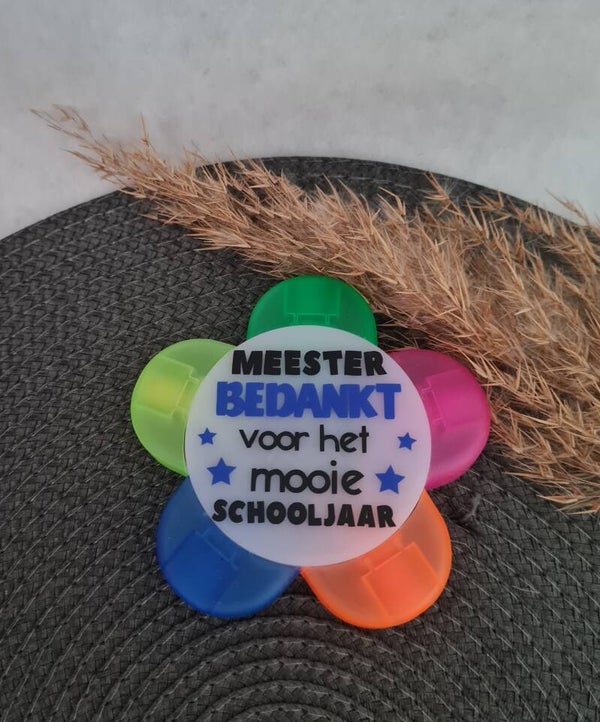 MEESTER
BEDANKT
voor het
mooie
SCHOOLJAAR